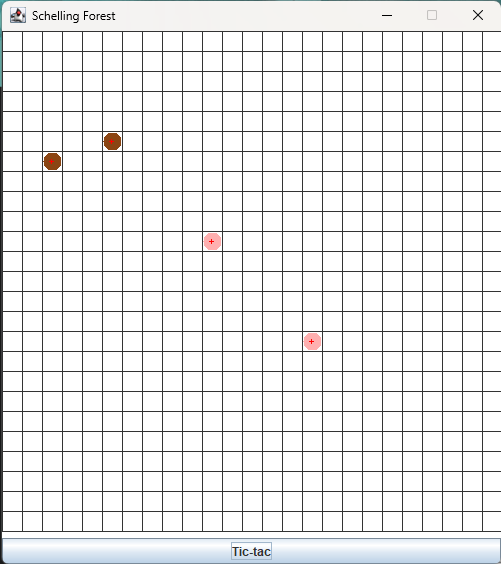 Schelling Forest
+
+
Tic-tac